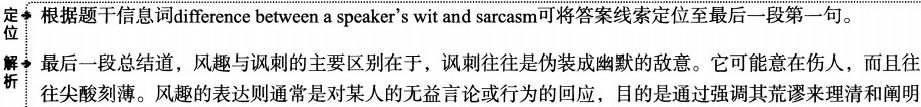 定位 根据题干信息词difference between a speaker's wit and sarcasm可将答案线索定位至最后一段第一句。
解析 最后一段总结道，风趣与讽刺的主要区别在于，讽刺往往是伪装成幽默的敌意。它可能意在伤人，而且往
往尖酸刻薄。风趣的表达则通常是对某人的无益言论或行为的回应，目的是通过强调其荒谬来理清和阐明